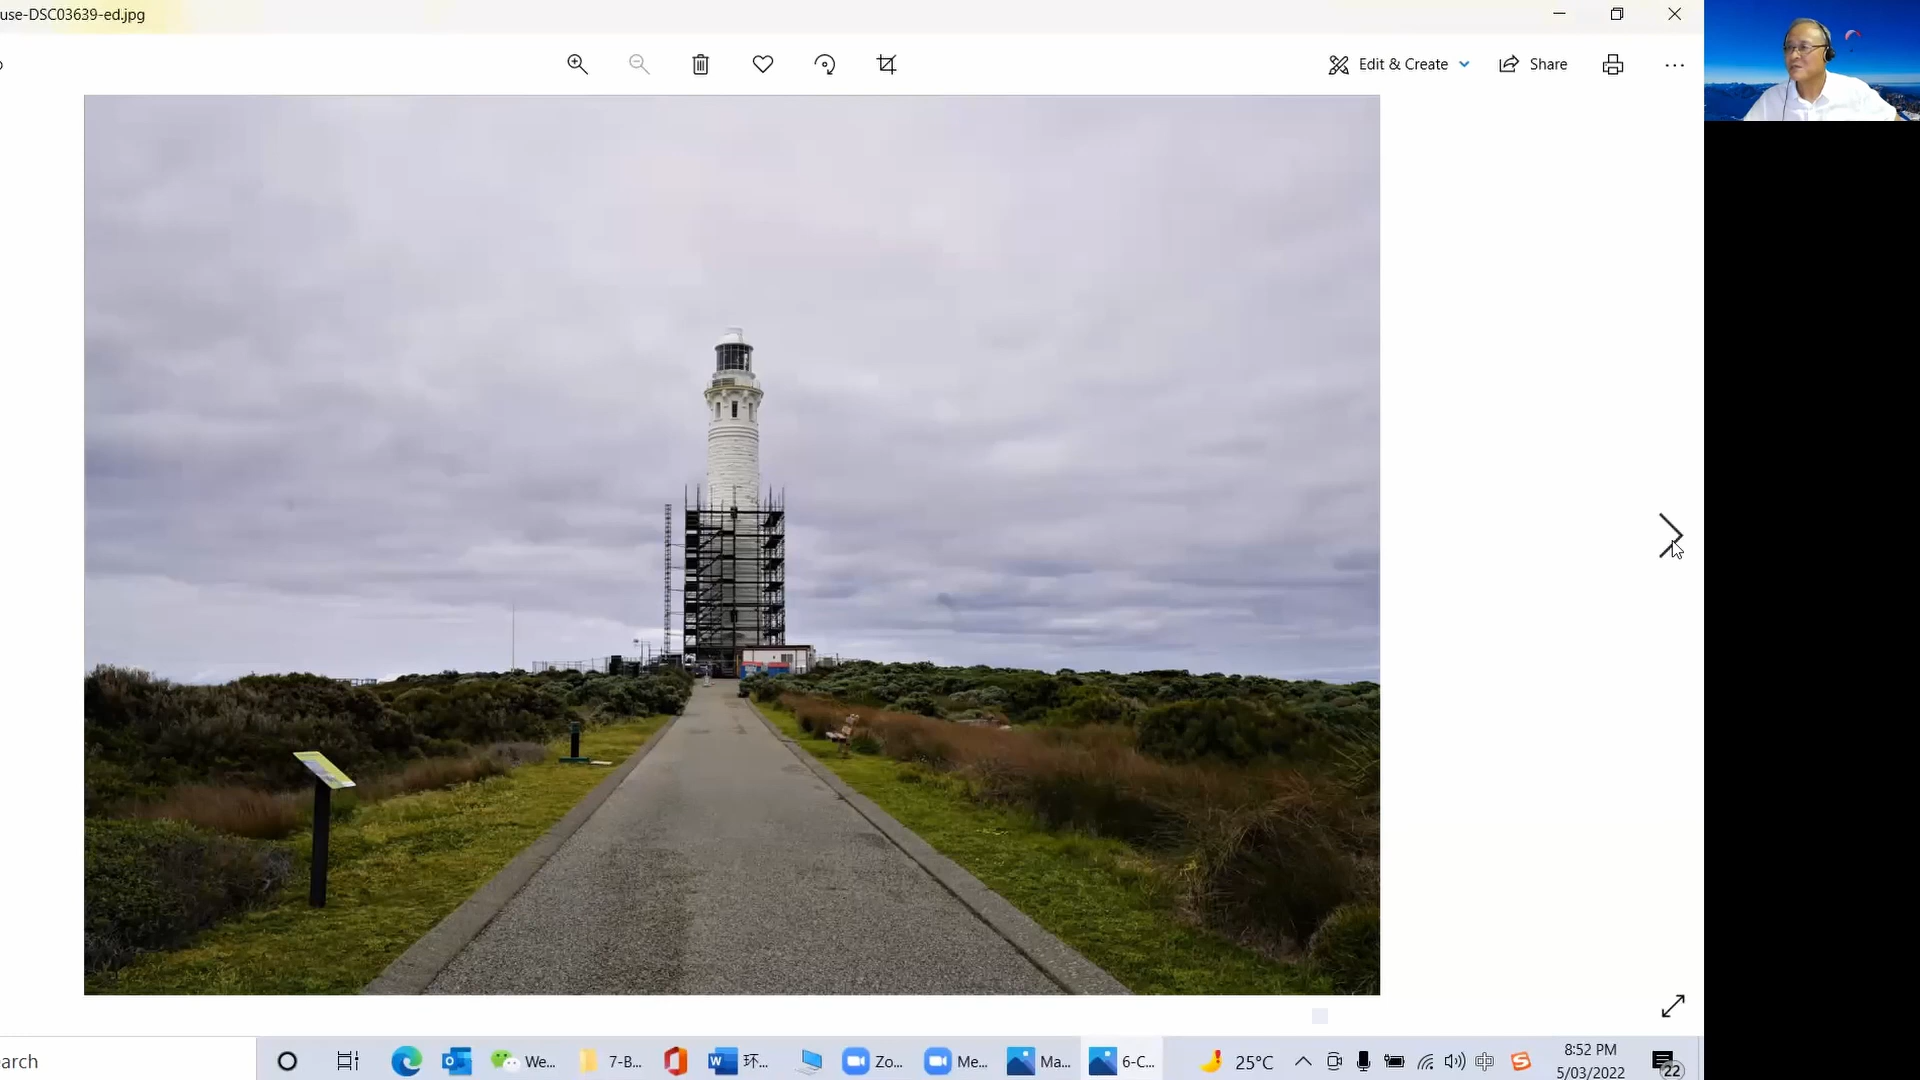 use-DSC03639-ed.jpg
Edit & Create
Share
arch
We...
7-B...
环...
Zo...
Me...
Ma...
6-C...
25°C
8:52 PM
5/03/2022
22